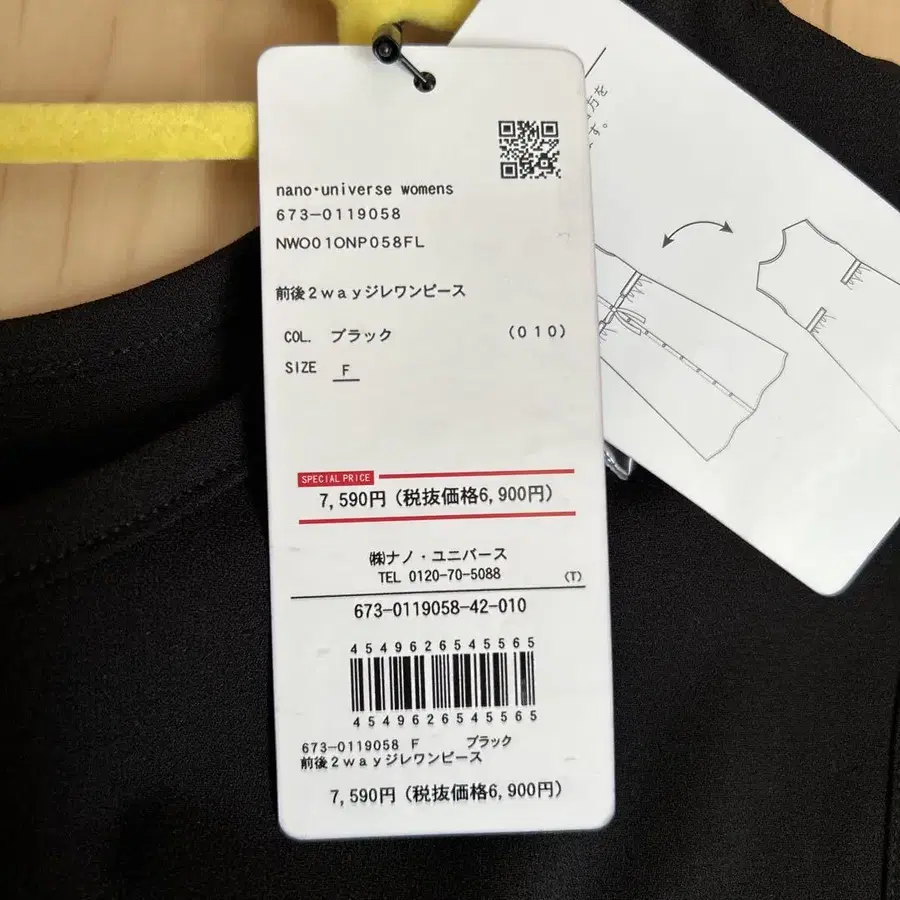 nano・universe womens
673-0119058
NWO01ONP058FL
前後2wayジレワンピース
COL. ブラック (010)
SIZE F
SPECIAL PRICE
7,590円 (税抜価格6,900円)
㈱ナノ・ユニバース
TEL 0120-70-5088 (T)
673-0119058-42-010
4549626545565
4549626545565
673-0119058 F ブラック
前後2wayジレワンピース
7,590円 (税抜価格6,900円)
方を
す。